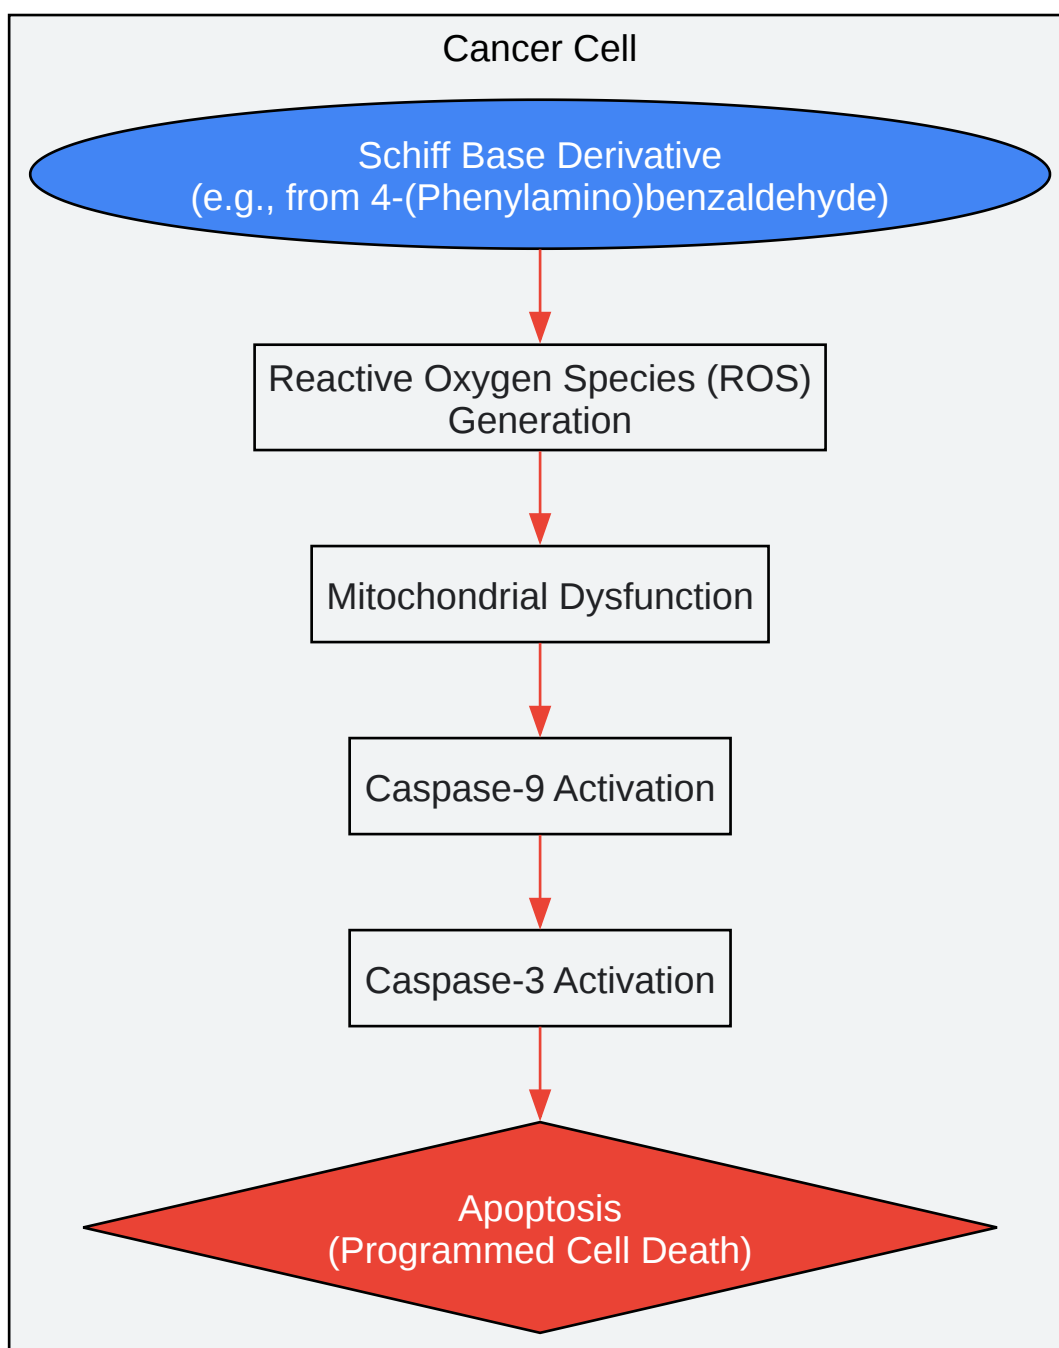 Cancer Cell
Schiff Base Derivative
(e.g., from 4-(Phenylamino)benzaldehyde)
Reactive Oxygen Species (ROS)
Generation
Mitochondrial Dysfunction
Caspase-9 Activation
Caspase-3 Activation
Apoptosis
(Programmed Cell Death)